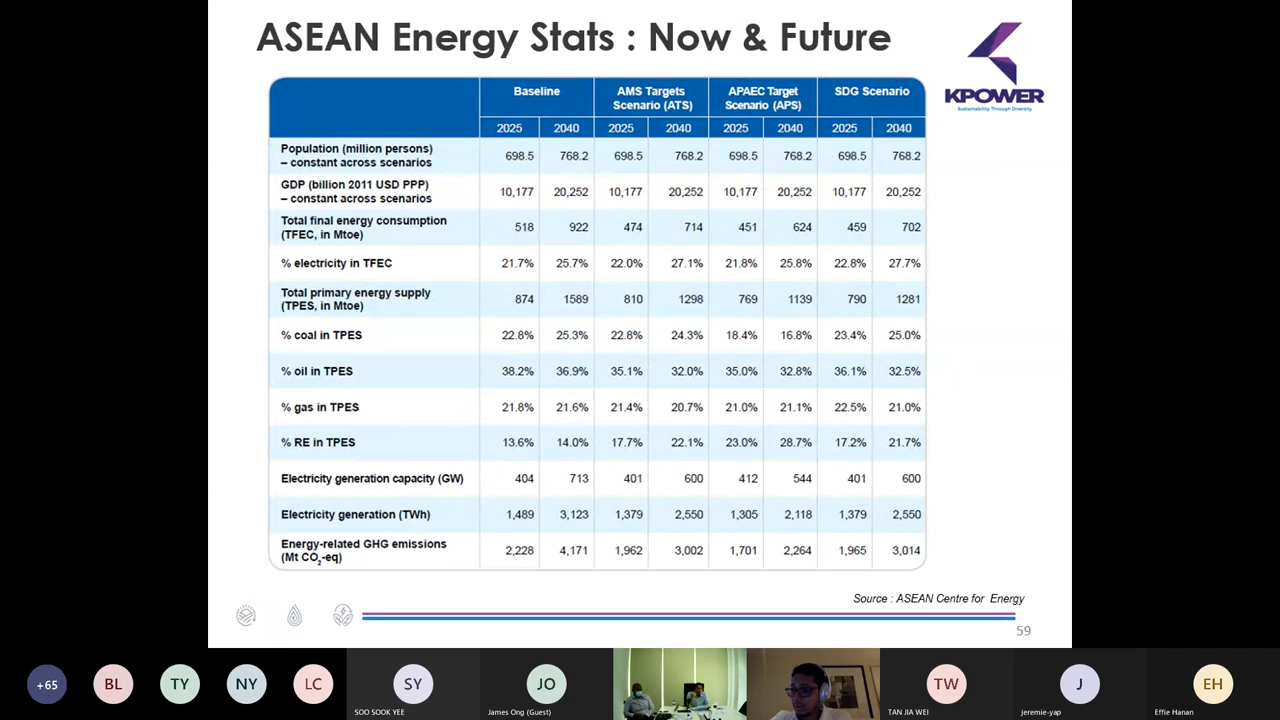 ASEAN Energy Stats : Now & Future
KPOWER
Sustainability Through Diversity
Baseline
AMS Targets
Scenario (ATS)
APAEC Target
Scenario (APS)
SDG Scenario
2025 2040 2025 2040 2025 2040 2025 2040
Population (million persons)
– constant across scenarios
698.5 768.2 698.5 768.2 698.5 768.2 698.5 768.2
GDP (billion 2011 USD PPP)
– constant across scenarios
10,177 20,252 10,177 20,252 10,177 20,252 10,177 20,252
Total final energy consumption
(TFEC, in Mtoe)
518 922 474 714 451 624 459 702
% electricity in TFEC 21.7% 25.7% 22.0% 27.1% 21.8% 25.8% 22.8% 27.7%
Total primary energy supply
(TPES, in Mtoe)
874 1589 810 1298 769 1139 790 1281
% coal in TPES 22.8% 25.3% 22.8% 24.3% 18.4% 16.8% 23.4% 25.0%
% oil in TPES 38.2% 36.9% 35.1% 32.0% 35.0% 32.8% 36.1% 32.5%
% gas in TPES 21.8% 21.6% 21.4% 20.7% 21.0% 21.1% 22.5% 21.0%
% RE in TPES 13.6% 14.0% 17.7% 22.1% 23.0% 28.7% 17.2% 21.7%
Electricity generation capacity (GW) 404 713 401 600 412 544 401 600
Electricity generation (TWh) 1,489 3,123 1,379 2,550 1,305 2,118 1,379 2,550
Energy-related GHG emissions
(Mt CO2-eq)
2,228 4,171 1,962 3,002 1,701 2,264 1,965 3,014
Source : ASEAN Centre for Energy
59
+65 BL TY NY LC SY JO TW J EH
SOO SOOK YEE
James Ong (Guest)
TAN JIA WEI
jeremie-yap
Effie Hanan